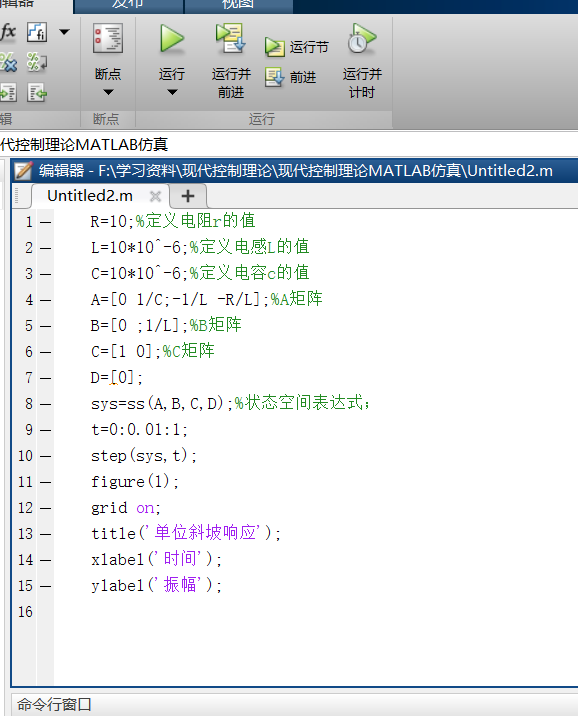 发布
视图
断点
运行
运行并
前进
运行节
前进
运行并
计时
辑
断点
运行
代控制理论MATLAB仿真
编辑器 - F:\学习资料\现代控制理论\现代控制理论MATLAB仿真\Untitled2.m
Untitled2.m
1 R=10;%定义电阻r的值
2 L=10*10^-6;%定义电感L的值
3 C=10*10^-6;%定义电容c的值
4 A=[0 1/C;-1/L -R/L];%A矩阵
5 B=[0 ;1/L];%B矩阵
6 C=[1 0];%C矩阵
7 D=[0];
8 sys=ss(A,B,C,D);%状态空间表达式;
9 t=0:0.01:1;
10 step(sys,t);
11 figure(1);
12 grid on;
13 title('单位斜坡响应');
14 xlabel('时间');
15 ylabel('振幅');
16
命令行窗口